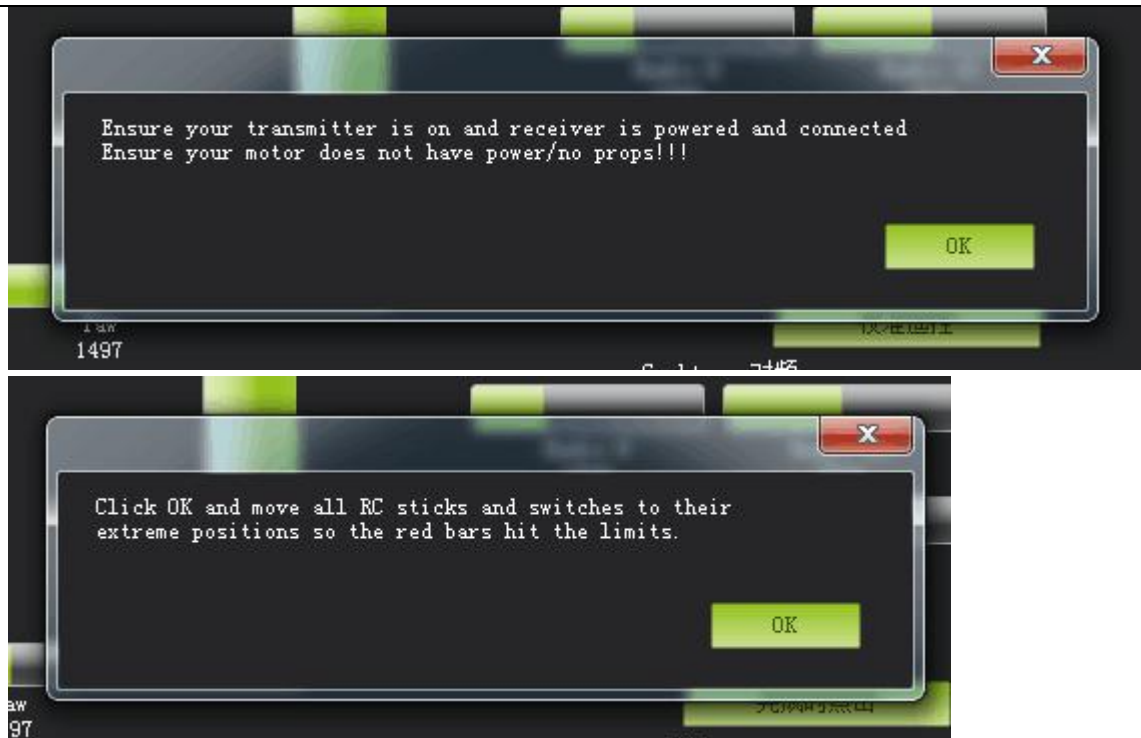 Ensure your transmitter is on and receiver is powered and connected
Ensure your motor does not have power/no props!!!
OK
Yaw
1497
Click OK and move all RC sticks and switches to their
extreme positions so the red bars hit the limits.
OK
aw
97